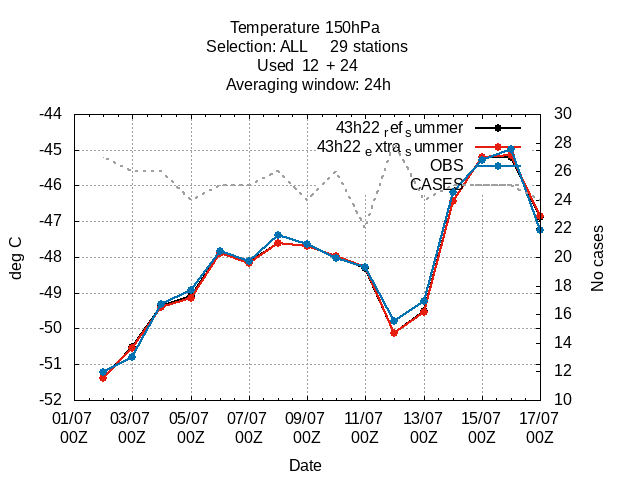 Temperature 150hPa
Selection: ALL 29 stations
Used 12 + 24
Averaging window: 24h
-44 30
43h22 ref summer
-45 28
43h22 extra summer
OBS
-46 26
CASES
24
-47 22
-48 20
-49 18
-50 16
14
-51 12
-52 10
deg C
No cases
01/07 03/07 05/07 07/07 09/07 11/07 13/07 15/07 17/07
00Z 00Z 00Z 00Z 00Z 00Z 00Z 00Z 00Z
Date